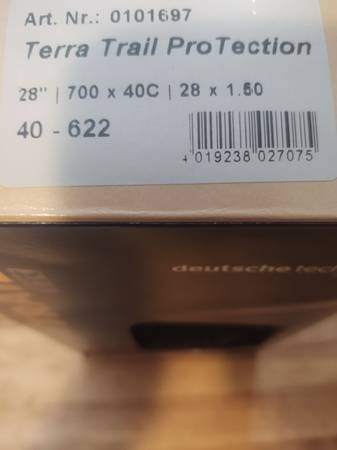 Art. Nr.: 0101697
Terra Trail ProTection
28" | 700 x 40C | 28 x 1.50
40 - 622
4 019238 027075
deutsche tech